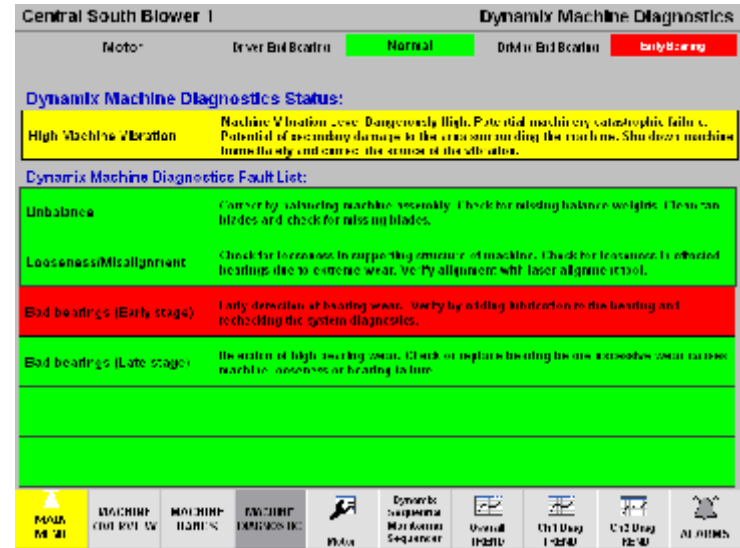 Central South Blower 1
Dynamix Machine Diagnostics
Motor
Driver End Bearing
Normal
Early Bearing
Dynamix Machine Diagnostics Status:
High Machine Vibration
Machine Vibration Level Dangerously High. Potential machinery catastrophic failure.
Potential of secondary damage to the area surrounding the machine. Shutdown machine
immediately and correct the source of the vibration.
Dynamix Machine Diagnostics Fault List:
Unbalance
Correct by balancing machine assembly. Check for missing balance weights. Clean fan
blades and check for missing blades.
Looseness/Misalignment
Check for looseness in supporting structure of machine. Check for looseness in effected
bearings due to extreme wear. Verify alignment with laser alignment tool.
Bad bearings (Early stage)
Early detection of bearing wear. Verify by adding lubrication to the bearing and
rechecking the system diagnostics.
Bad bearings (Late stage)
of high bearing wear. Check or replace bearing before excessive wear causes
machine looseness or bearing failure
MAIN
MENU
MACHINE
OVERVIEW
MACHINE
BANDS
MACHINE
DIAGNOSTIC
Motor
Dynamix
Sequential
Monitoring
Sequencer
Overall
TREND
Ch1 Diag
TREND
Ch2 Diag
TREND
ALARMS